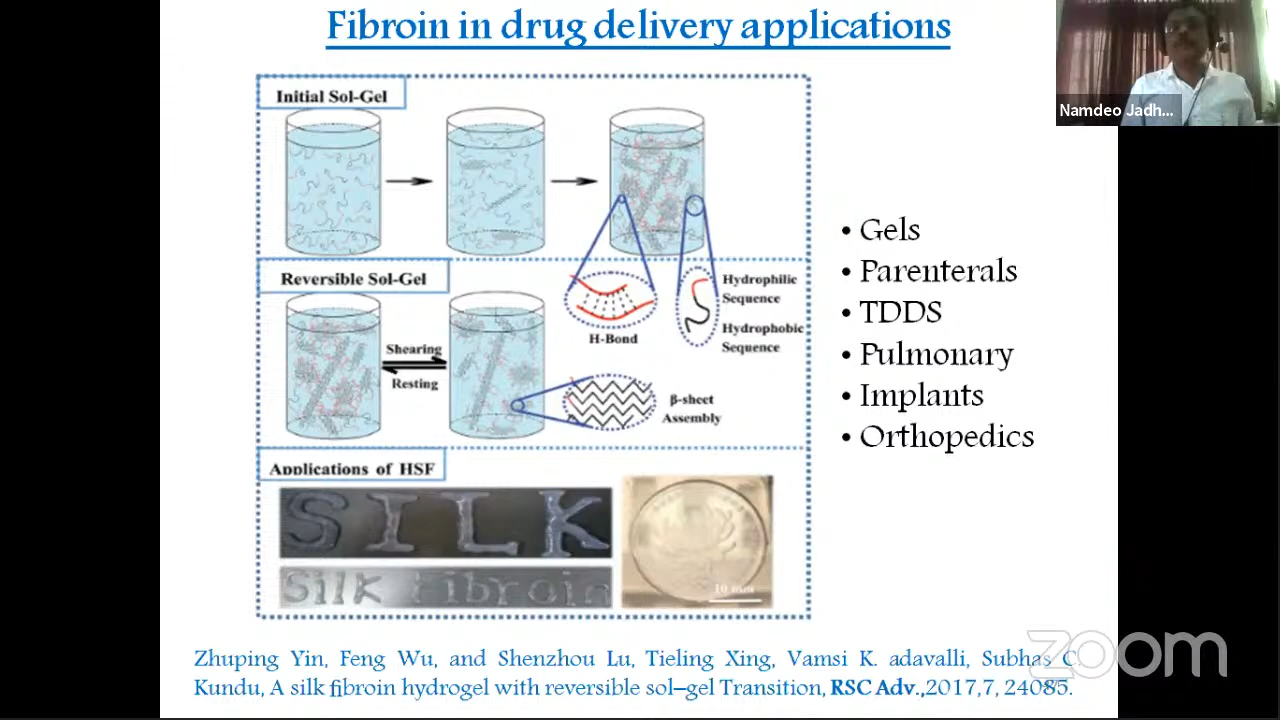 Fibroin in drug delivery applications
Namdeo Jadh...
Initial Sol-Gel
Hydrophilic
Sequence
Hydrophobic
Sequence
H-Bond
Reversible Sol-Gel
Shearing
Resting
β-sheet
Assembly
Applications of HSF
SILK
Silk Fibroin
10 mm
• Gels
• Parenterals
• TDDS
• Pulmonary
• Implants
• Orthopedics
Zhuping Yin, Feng Wu, and Shenzhou Lu, Tieling Xing, Vamsi K. adavalli, Subhas C.
Kundu, A silk fibroin hydrogel with reversible sol–gel Transition, RSC Adv.,2017,7, 24085.
zoom